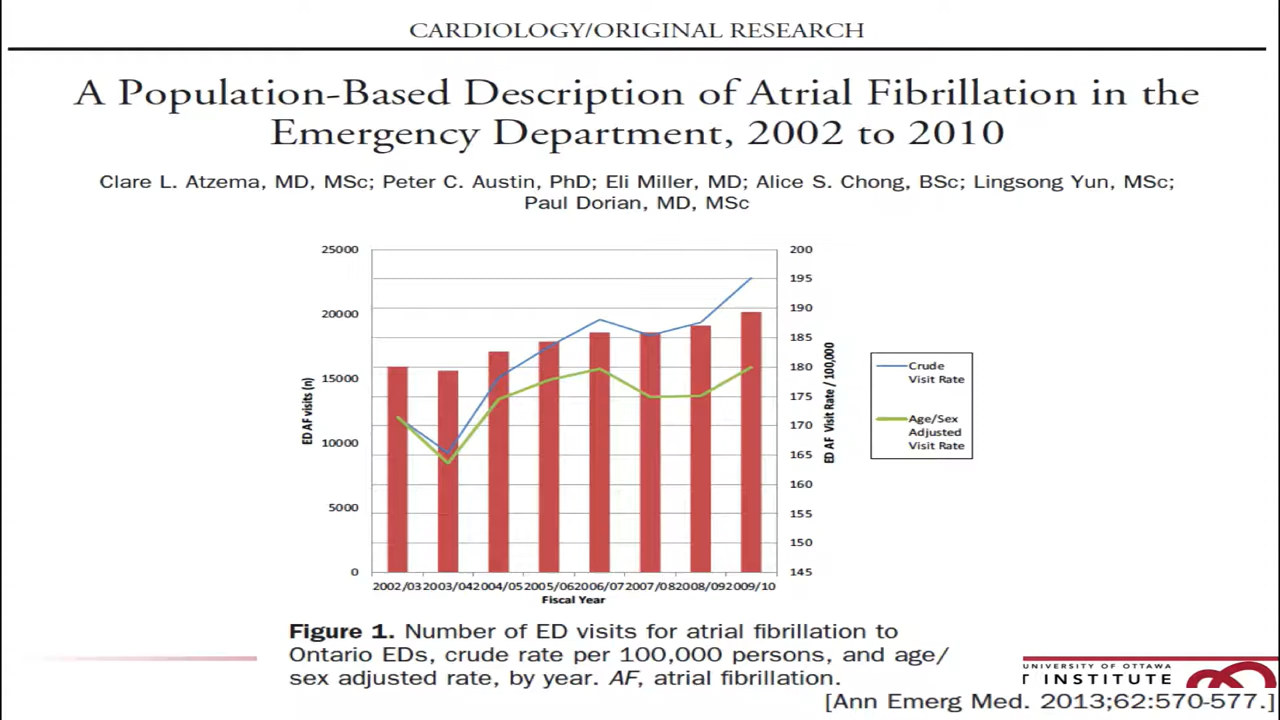 CARDIOLOGY/ORIGINAL RESEARCH
A Population-Based Description of Atrial Fibrillation in the
Emergency Department, 2002 to 2010
Clare L. Atzema, MD, MSc; Peter C. Austin, PhD; Eli Miller, MD; Alice S. Chong, BSc; Lingsong Yun, MSc;
Paul Dorian, MD, MSc
25000
20000
15000
10000
5000
0
ED AF visits (n)
200
195
190
185
180
175
170
165
160
155
150
145
ED AF Visit Rate / 100,000
Crude
Visit Rate
Age/Sex
Adjusted
Visit Rate
2002/03 2003/04 2004/05 2005/06 2006/07 2007/08 2008/09 2009/10
Fiscal Year
Figure 1. Number of ED visits for atrial fibrillation to
Ontario EDs, crude rate per 100,000 persons, and age/
sex adjusted rate, by year. AF, atrial fibrillation.
UNIVERSITY OF OTTAWA
T INSTITUTE
[Ann Emerg Med. 2013;62:570-577.]